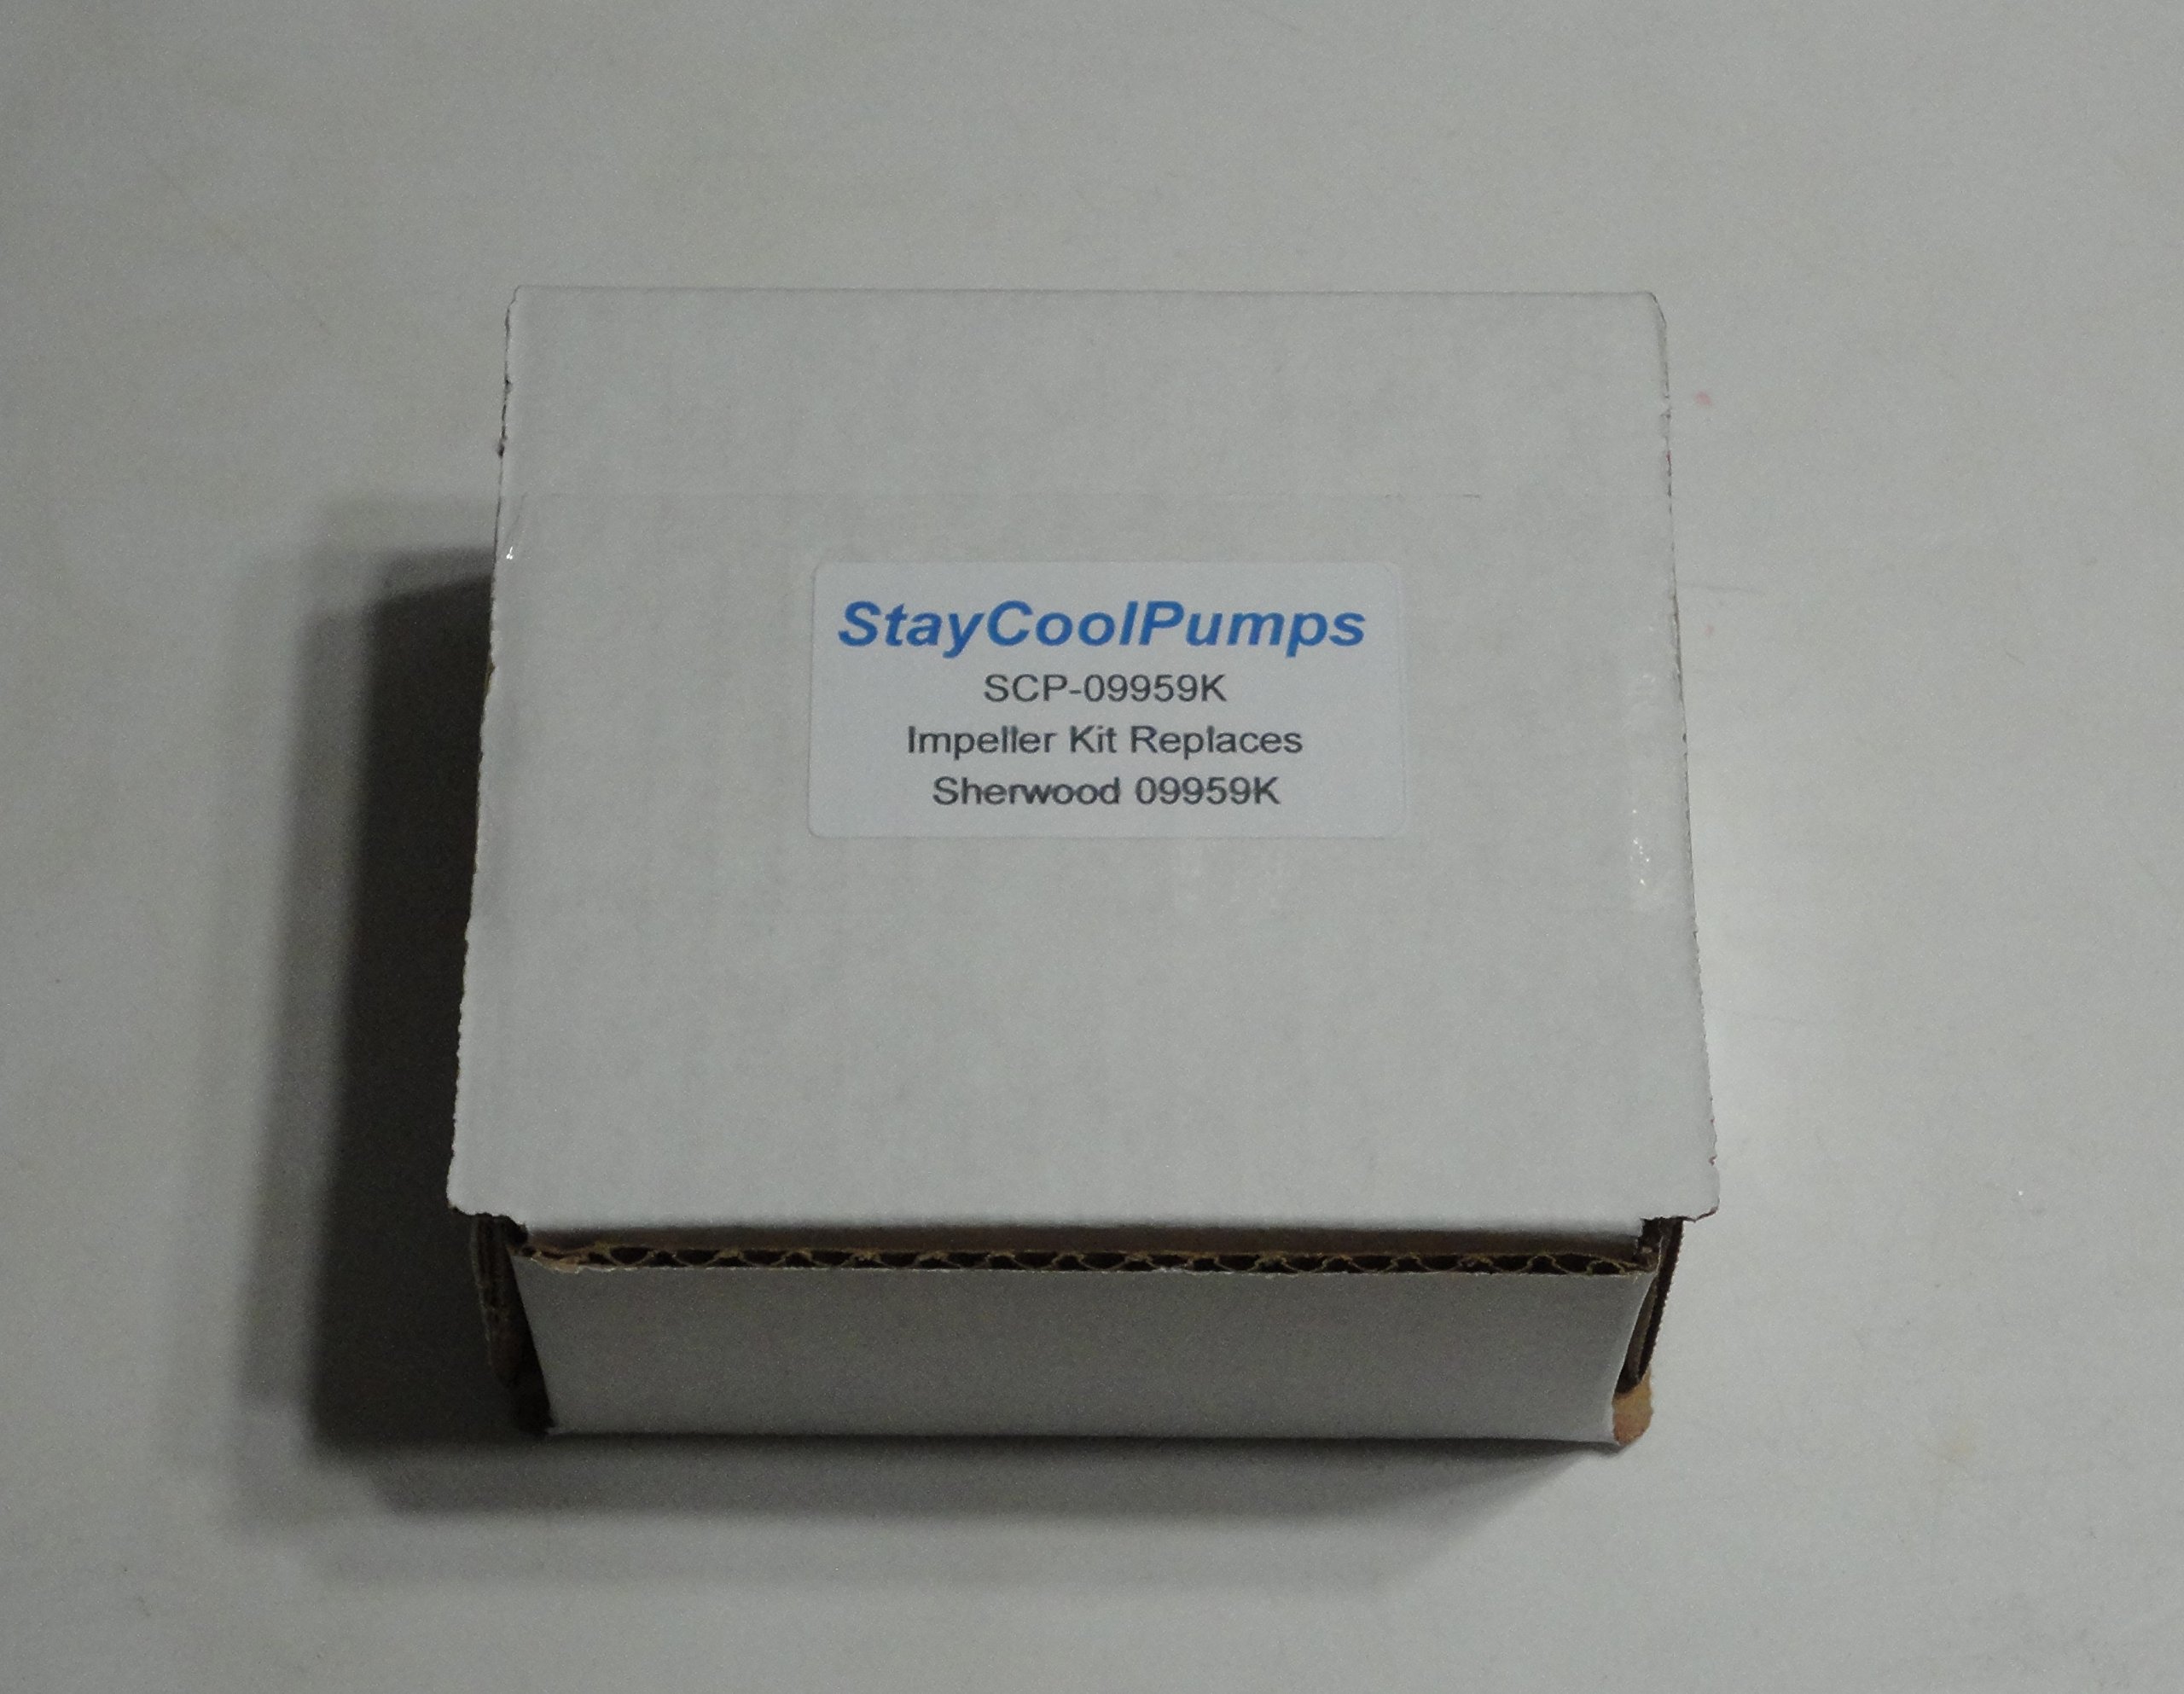 StayCoolPumps
SCP-09959K
Impeller Kit Replaces
Sherwood 09959K